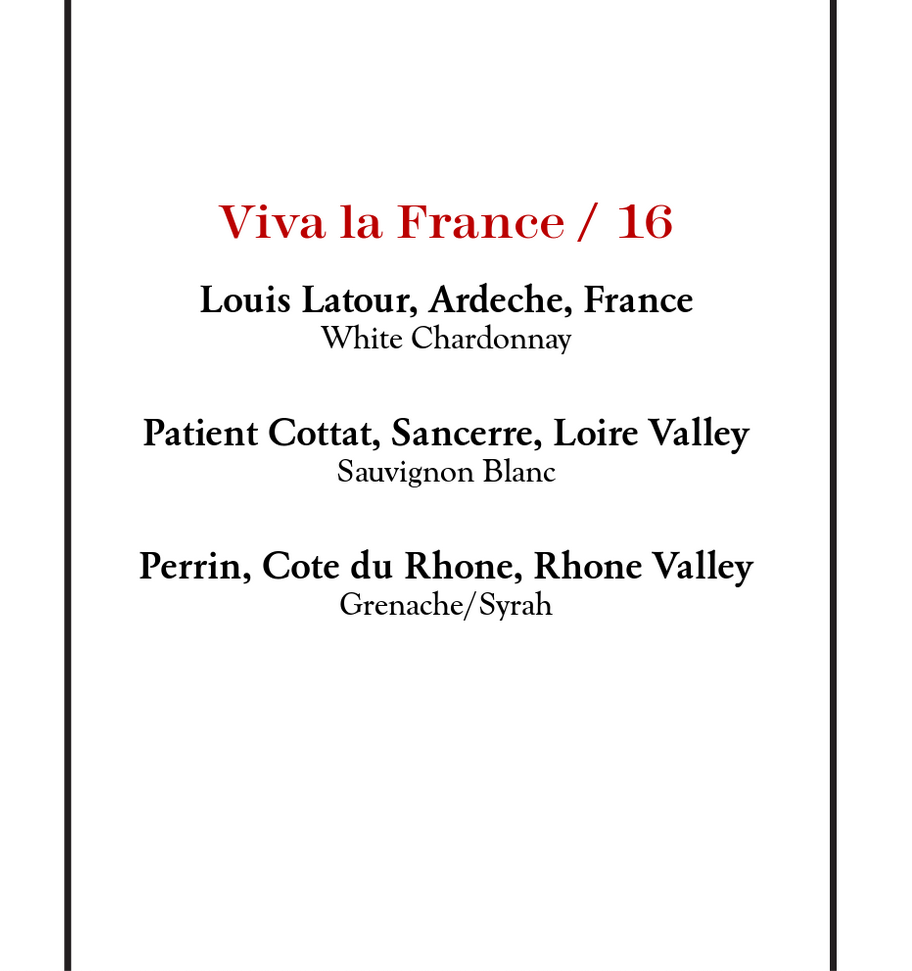 Viva la France / 16
Louis Latour, Ardeche, France
White Chardonnay
Patient Cottat, Sancerre, Loire Valley
Sauvignon Blanc
Perrin, Cote du Rhone, Rhone Valley
Grenache/Syrah